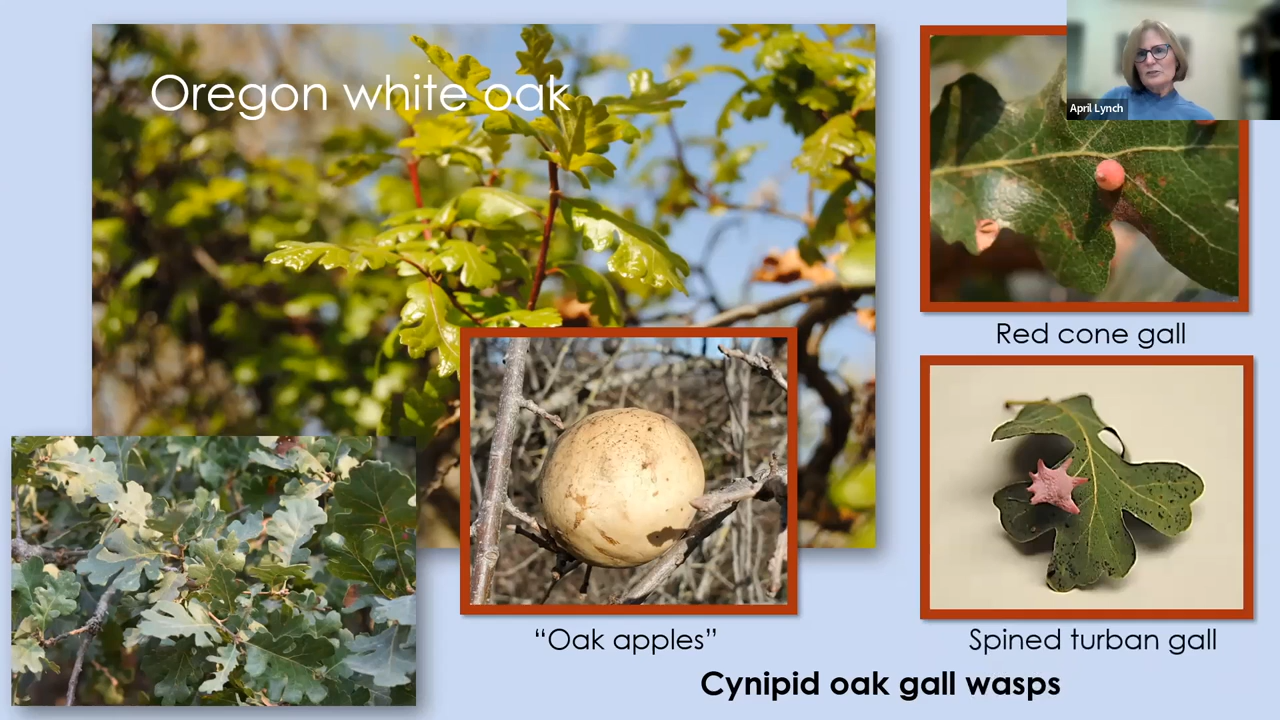 Oregon white oak
April Lynch
Red cone gall
“Oak apples”
Spined turban gall
Cynipid oak gall wasps